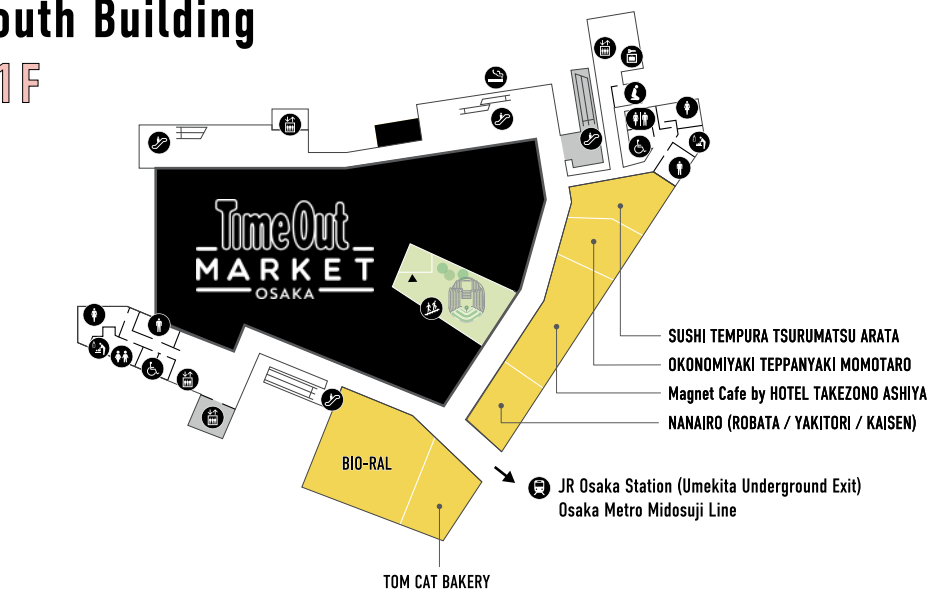 outh Building
1F
Time Out
MARKET
OSAKA
SUSHI TEMPURA TSURUMATSU ARATA
OKONOMIYAKI TEPPANYAKI MOMOTARO
Magnet Cafe by HOTEL TAKEZONO ASHIYA
NANAIRO (ROBATA / YAKITORI / KAISEN)
BIO-RAL
JR Osaka Station (Umekita Underground Exit)
Osaka Metro Midosuji Line
TOM CAT BAKERY